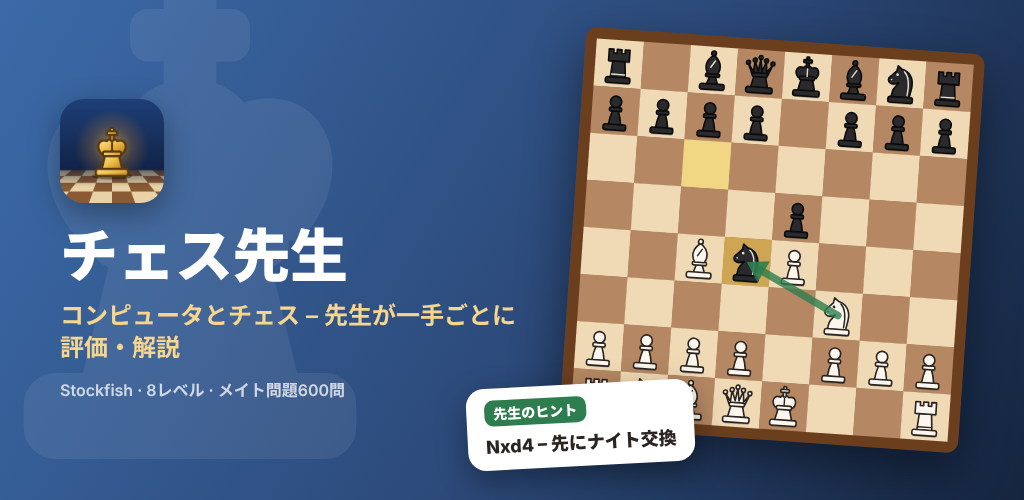 チェス先生
コンピュータとチェス – 先生が一手ごとに
評価・解説
Stockfish · 8レベル · メイト問題600問
先生のヒント
Nxd4 – 先にナイト交換